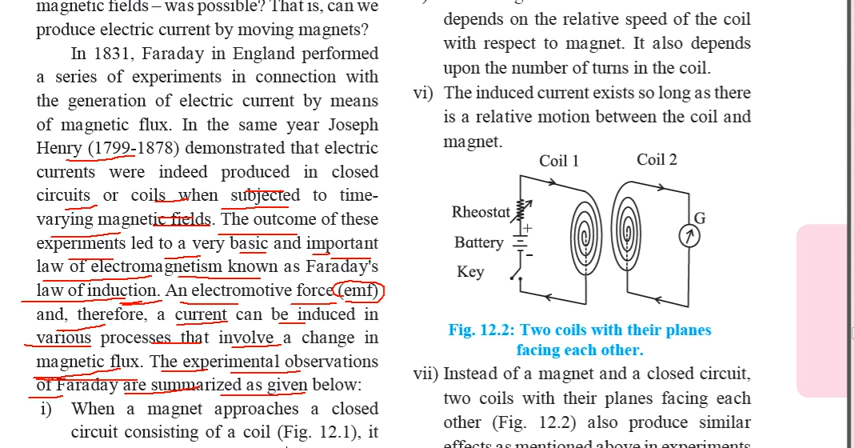 magnetic fields – was possible? That is, can we
produce electric current by moving magnets?
In 1831, Faraday in England performed
a series of experiments in connection with
the generation of electric current by means
of magnetic flux. In the same year Joseph
Henry (1799-1878) demonstrated that electric
currents were indeed produced in closed
circuits or coils when subjected to time-
varying magnetic fields. The outcome of these
experiments led to a very basic and important
law of electromagnetism known as Faraday's
law of induction. An electromotive force (emf)
and, therefore, a current can be induced in
various processes that involve a change in
magnetic flux. The experimental observations
of Faraday are summarized as given below:
i) When a magnet approaches a closed
circuit consisting of a coil (Fig. 12.1), it
depends on the relative speed of the coil
with respect to magnet. It also depends
upon the number of turns in the coil.
vi) The induced current exists so long as there
is a relative motion between the coil and
magnet.
Coil 1
Coil 2
Rheostat
G
+
Battery
-
Key
Fig. 12.2: Two coils with their planes
facing each other.
vii) Instead of a magnet and a closed circuit,
two coils with their planes facing each
other (Fig. 12.2) also produce similar
effects as mentioned above in experiments